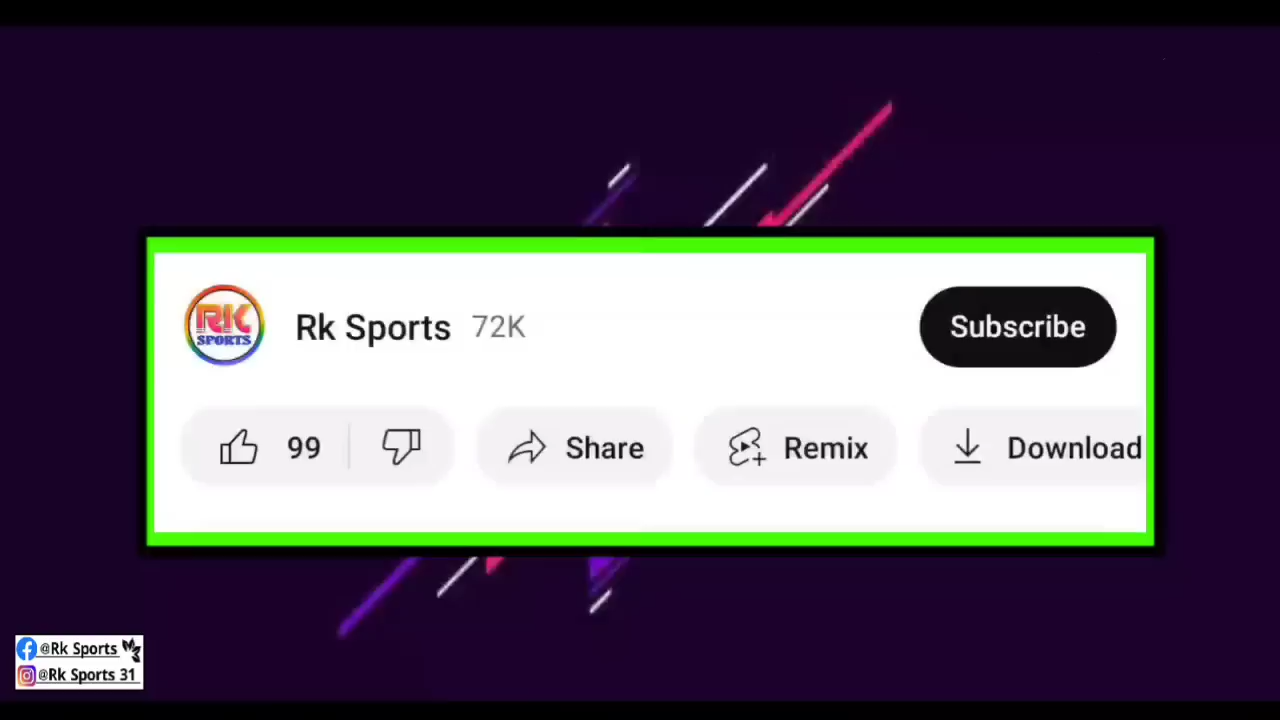 RK
SPORTS
Rk Sports 72K
Subscribe
99 Share Remix Download
@Rk Sports
@Rk Sports 31